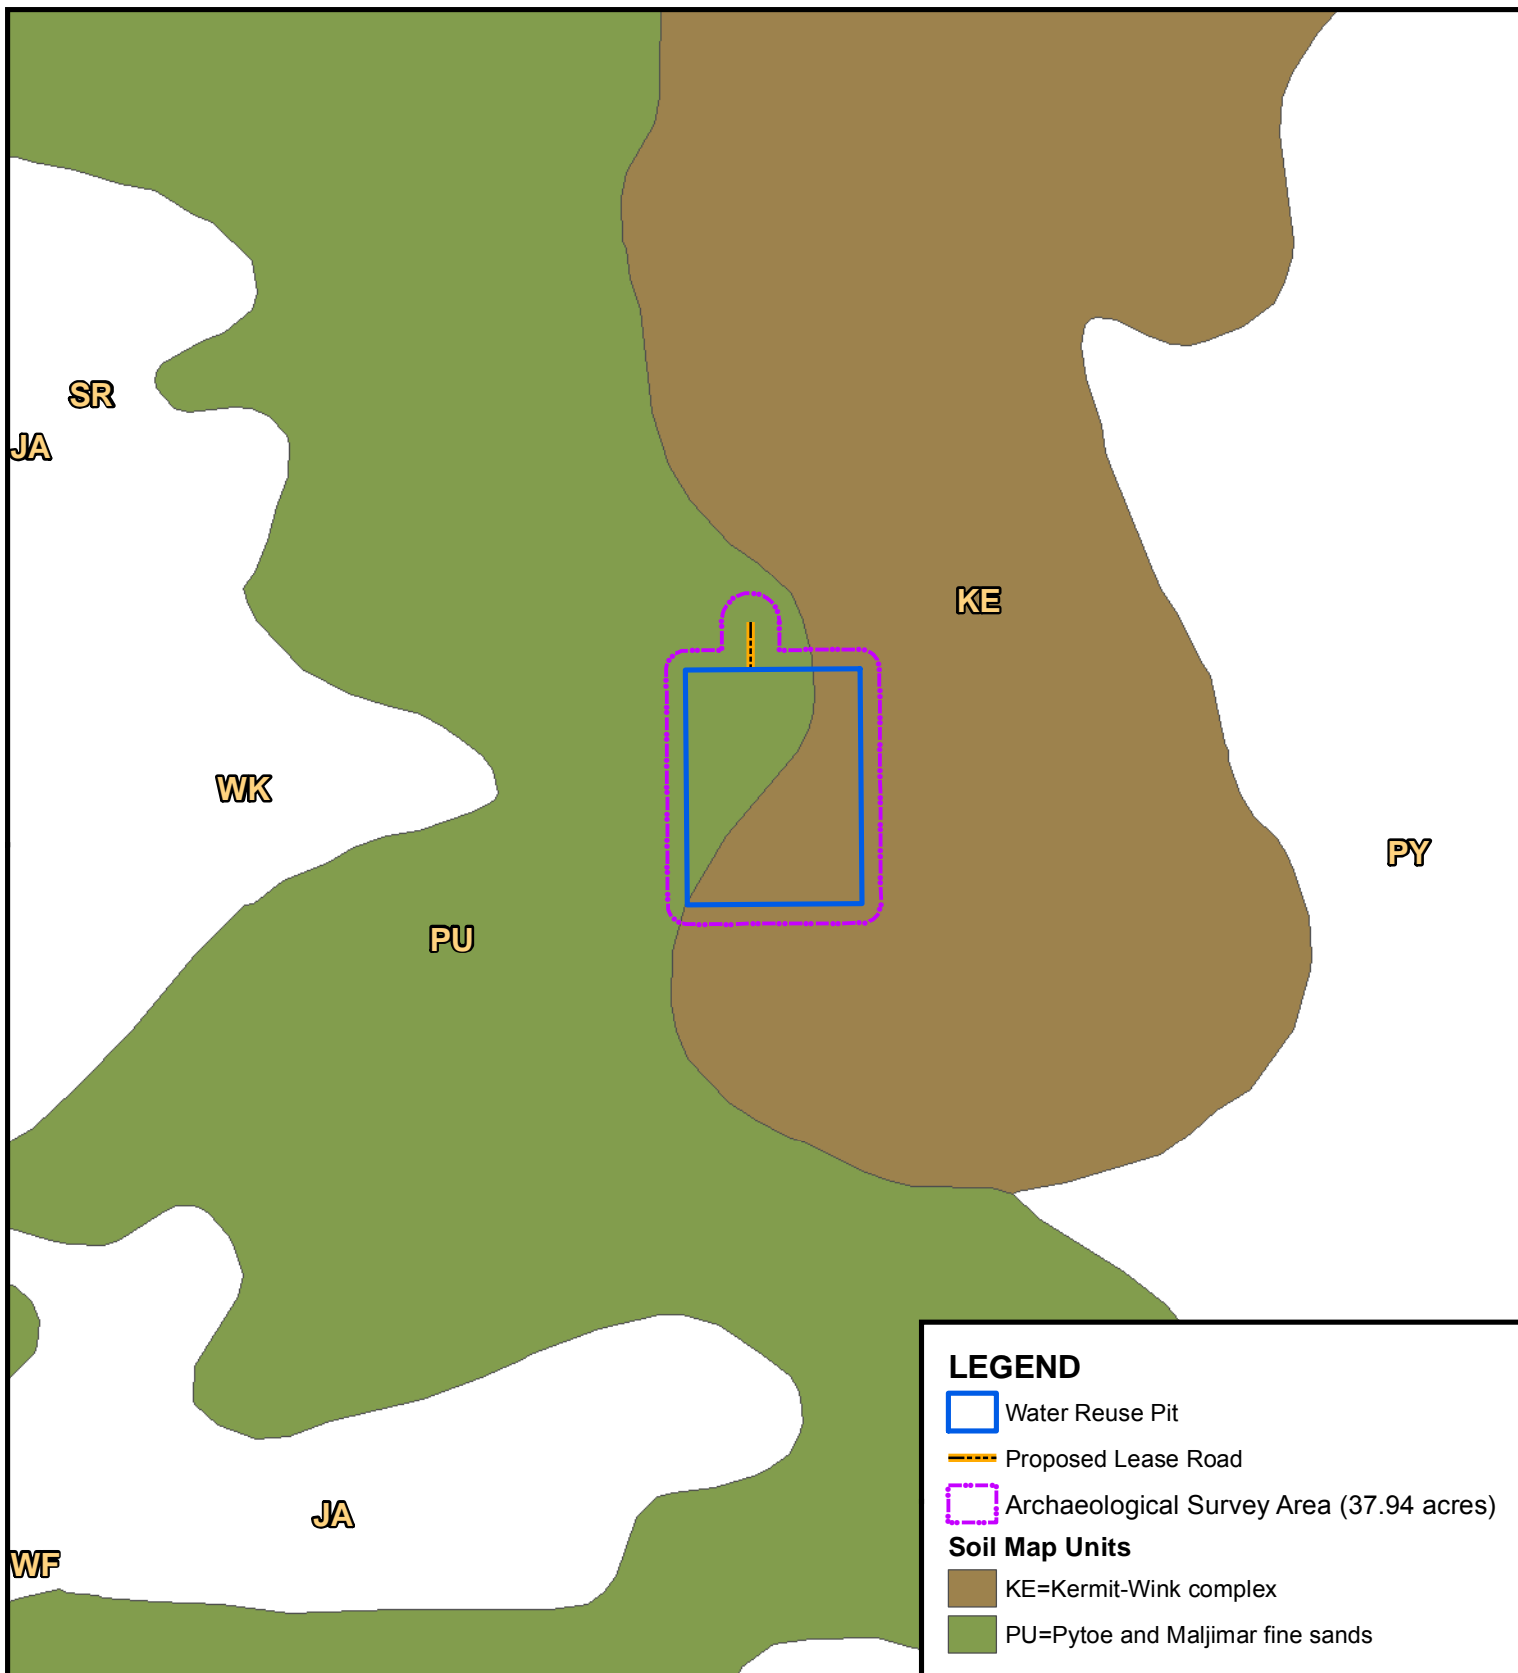 SR
JA
KE
WK
PY
PU
JA
WF
LEGEND
Water Reuse Pit
Proposed Lease Road
Archaeological Survey Area (37.94 acres)
Soil Map Units
KE=Kermit-Wink complex
PU=Pytoe and Maljimar fine sands